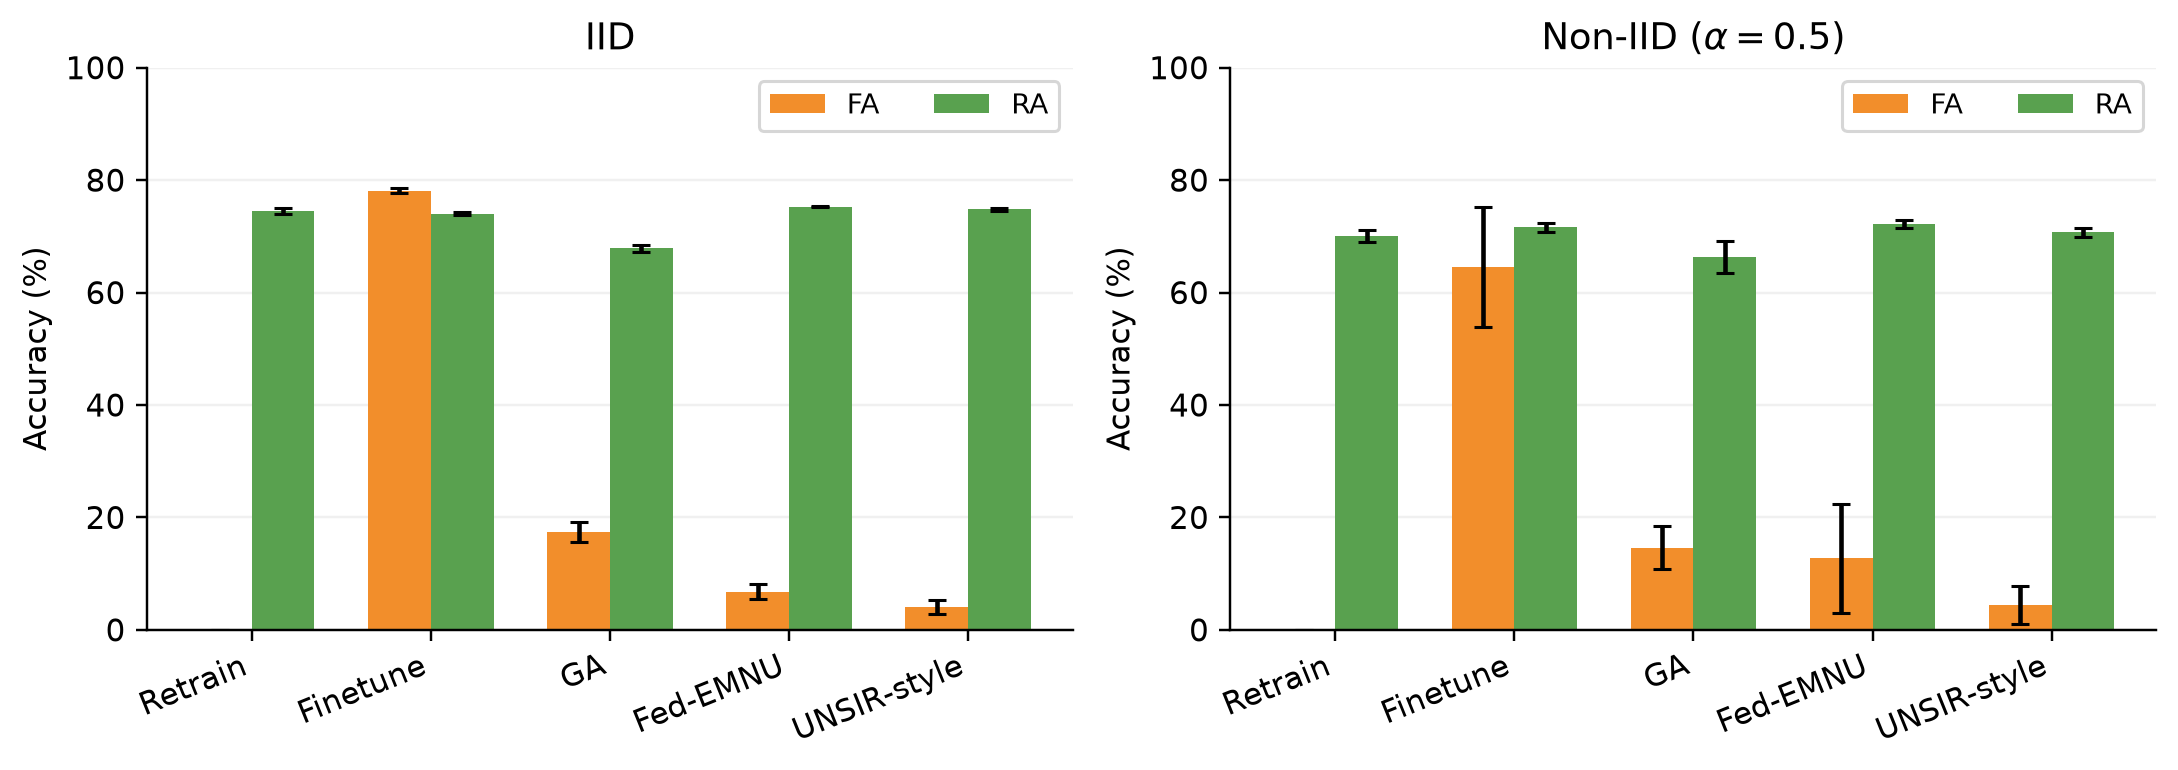 IID
100
80
60
40
20
0
Accuracy (%)
FA RA
Retrain
Finetune
GA
Fed-EMNU
UNSIR-style
Non-IID (α = 0.5)
100
80
60
40
20
0
Accuracy (%)
FA RA
Retrain
Finetune
GA
Fed-EMNU
UNSIR-style